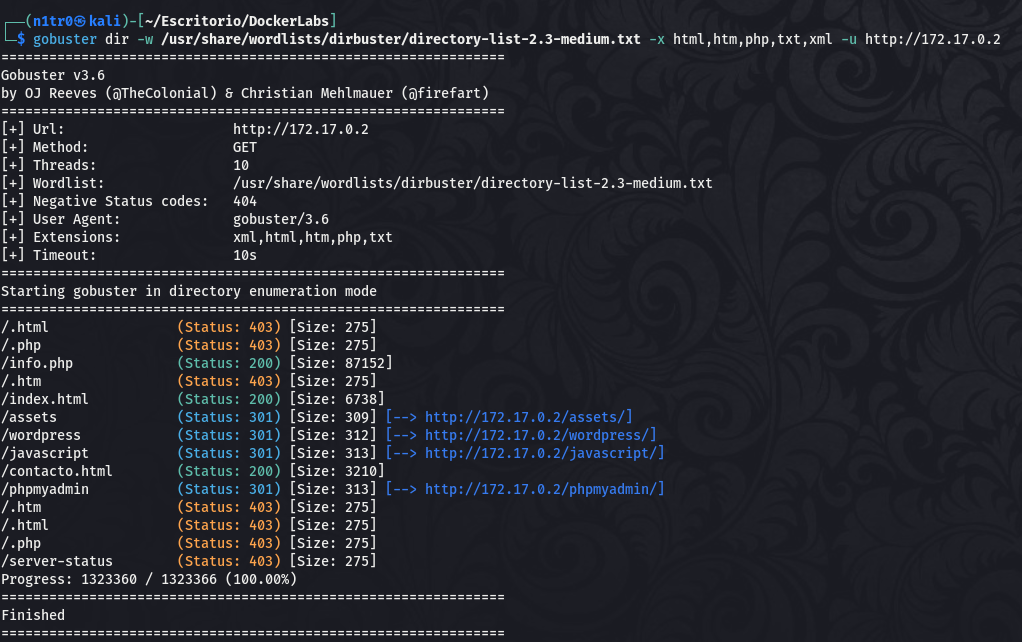 ┌──(n1tr0㉿kali)-[~/Escritorio/DockerLabs]
└─$ gobuster dir -w /usr/share/wordlists/dirbuster/directory-list-2.3-medium.txt -x html,htm,php,txt,xml -u http://172.17.0.2
===============================================================
Gobuster v3.6
by OJ Reeves (@TheColonial) & Christian Mehlmauer (@firefart)
===============================================================
[+] Url:                     http://172.17.0.2
[+] Method:                  GET
[+] Threads:                 10
[+] Wordlist:                /usr/share/wordlists/dirbuster/directory-list-2.3-medium.txt
[+] Negative Status codes:   404
[+] User Agent:              gobuster/3.6
[+] Extensions:              xml,html,htm,php,txt
[+] Timeout:                 10s
===============================================================
Starting gobuster in directory enumeration mode
===============================================================
/.html                (Status: 403) [Size: 275]
/.php                 (Status: 403) [Size: 275]
/info.php             (Status: 200) [Size: 87152]
/.htm                 (Status: 403) [Size: 275]
/index.html           (Status: 200) [Size: 6738]
/assets               (Status: 301) [Size: 309] [--> http://172.17.0.2/assets/]
/wordpress            (Status: 301) [Size: 312] [--> http://172.17.0.2/wordpress/]
/javascript           (Status: 301) [Size: 313] [--> http://172.17.0.2/javascript/]
/contacto.html        (Status: 200) [Size: 3210]
/phpmyadmin           (Status: 301) [Size: 313] [--> http://172.17.0.2/phpmyadmin/]
/.htm                 (Status: 403) [Size: 275]
/.html                (Status: 403) [Size: 275]
/.php                 (Status: 403) [Size: 275]
/server-status        (Status: 403) [Size: 275]
Progress: 1323360 / 1323366 (100.00%)
===============================================================
Finished
===============================================================